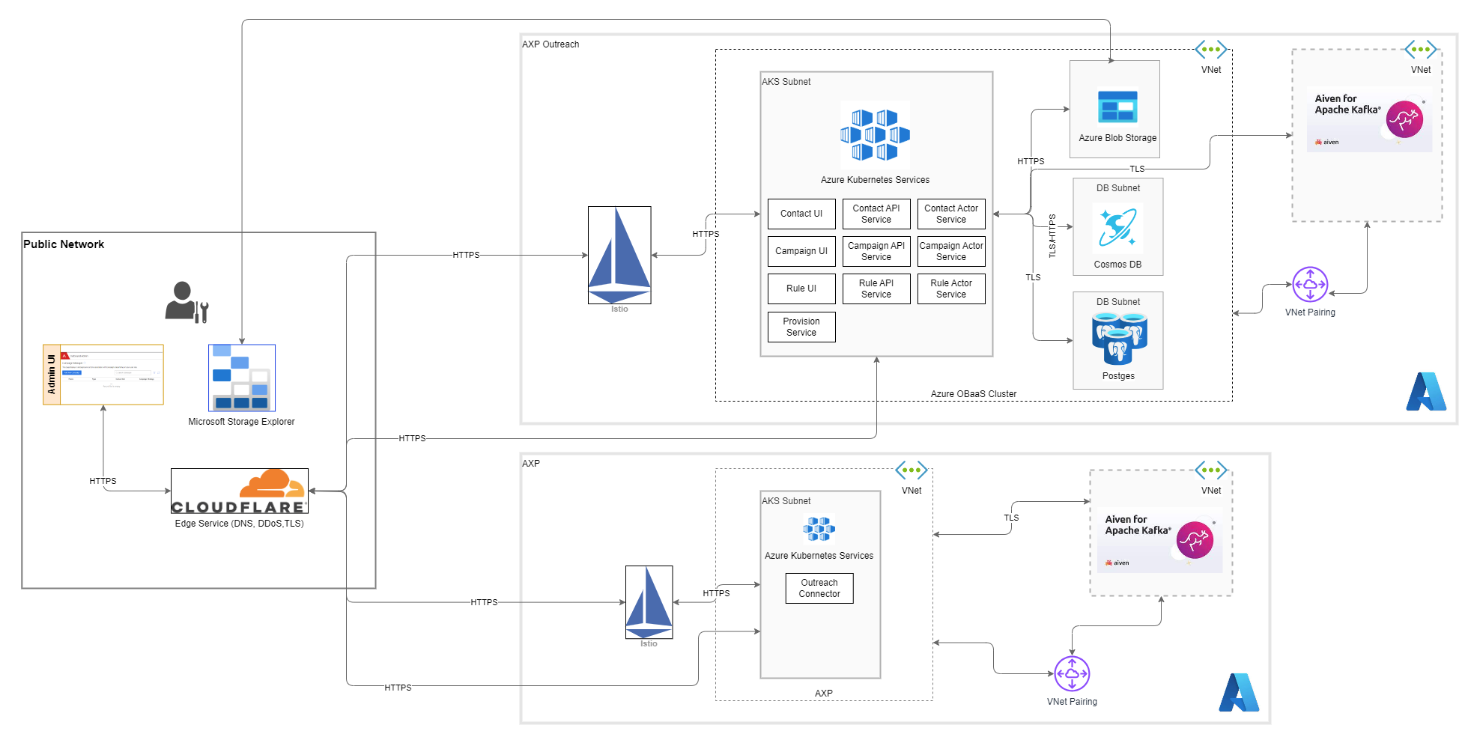 AXP Outreach
VNet
VNet
AKS Subnet
Azure Kubernetes Services
Contact UI
Contact API
Service
Contact Actor
Service
Campaign UI
Campaign API
Service
Campaign Actor
Service
Rule UI
Rule API
Service
Rule Actor
Service
Provision
Service
Azure Blob Storage
HTTPS
TLS
TLS/HTTPS
TLS
DB Subnet
Cosmos DB
DB Subnet
Postges
Azure OBaaS Cluster
Aiven for
Apache Kafka®
aiven
VNet Pairing
Istio
HTTPS
HTTPS
Public Network
Admin UI
Microsoft Storage Explorer
HTTPS
CLOUDFLARE
Edge Service (DNS, DDoS,TLS)
HTTPS
HTTPS
HTTPS
AXP
VNet
VNet
AKS Subnet
Azure Kubernetes Services
Outreach
Connector
HTTPS
Istio
AXP
TLS
Aiven for
Apache Kafka®
aiven
VNet Pairing